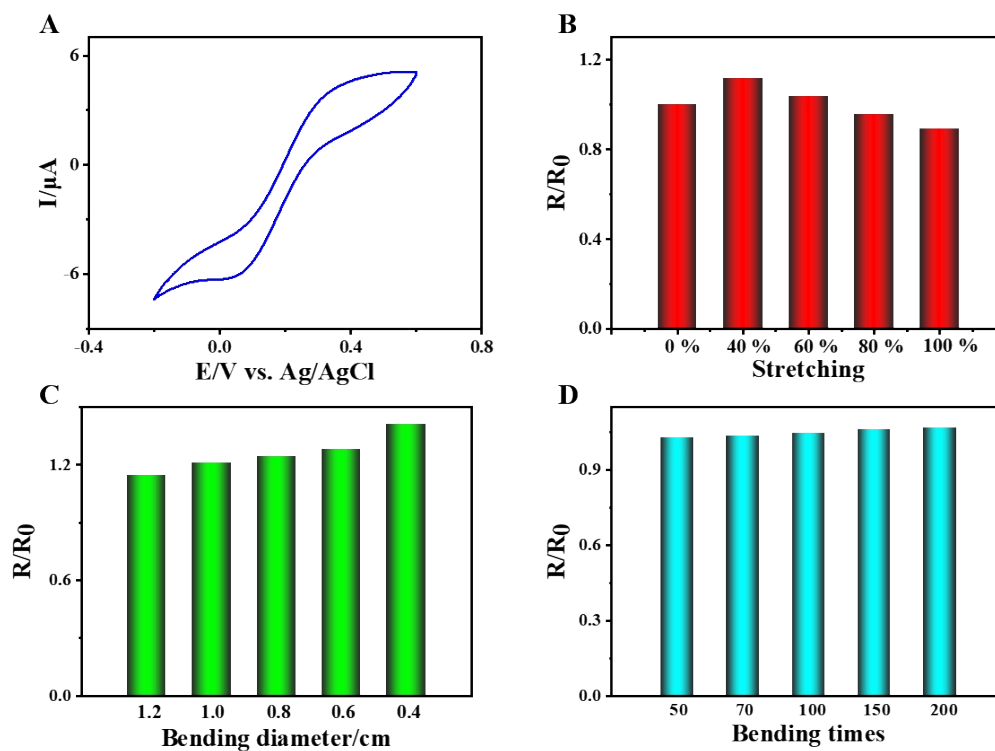 A
6
0
−6
I/μA
−0.4
0.0
0.4
0.8
E/V vs. Ag/AgCl
B
1.2
0.8
0.4
0.0
R/R0
0 %
40 %
60 %
80 %
100 %
Stretching
C
1.2
0.6
0.0
R/R0
1.2
1.0
0.8
0.6
0.4
Bending diameter/cm
D
0.9
0.6
0.3
0.0
R/R0
50
70
100
150
200
Bending times